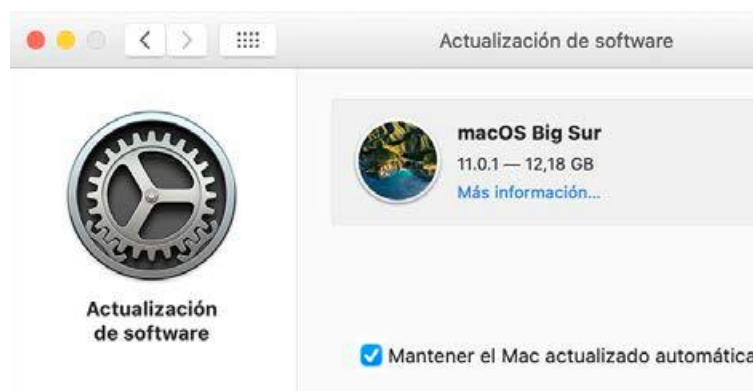 Actualización de software
macOS Big Sur
11.0.1 — 12,18 GB
Más información...
Actualización
de software
Mantener el Mac actualizado automática